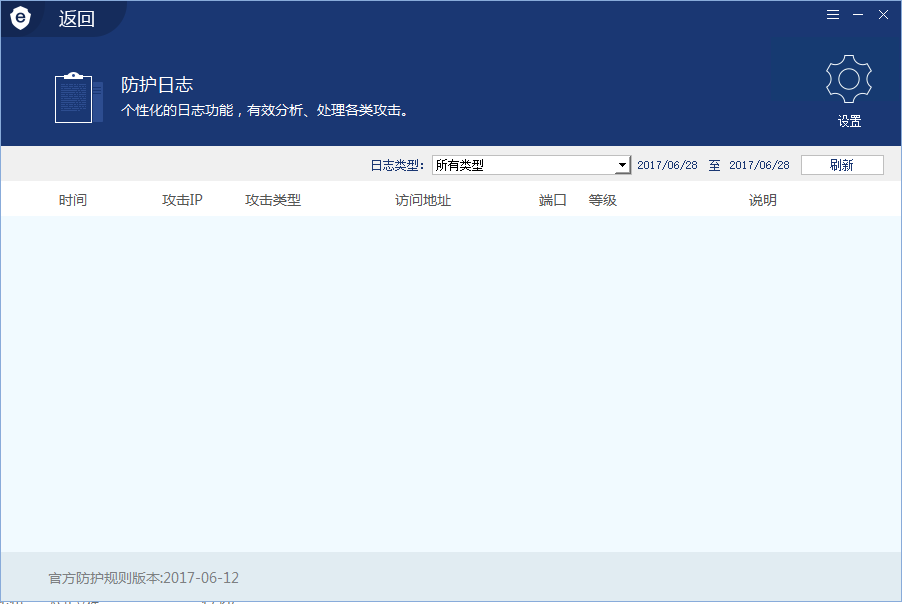 返回
防护日志
个性化的日志功能，有效分析、处理各类攻击。
设置
日志类型: 所有类型 2017/06/28 至 2017/06/28 刷新
时间 攻击IP 攻击类型 访问地址 端口 等级 说明
官方防护规则版本:2017-06-12